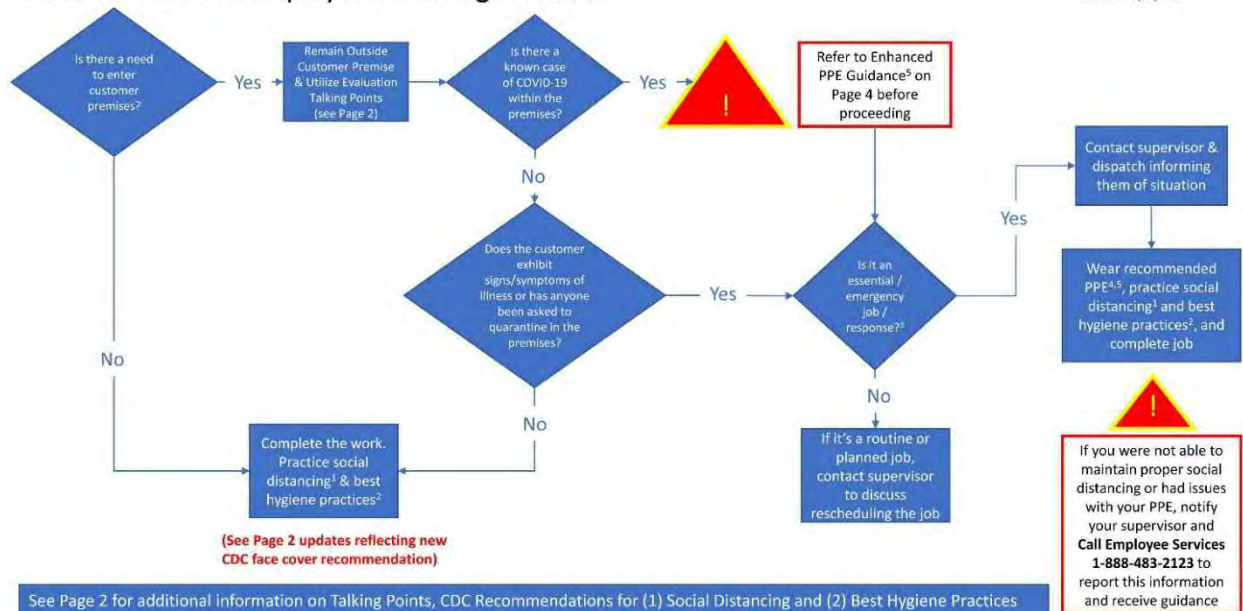 Is there a need
to enter
customer
premises?
Yes
Remain Outside
Customer Premise
& Utilize Evaluation
Talking Points
(see Page 2)
Is there a
known case
of COVID-19
within the
premises?
Yes
!
Refer to Enhanced
PPE Guidance⁵ on
Page 4 before
proceeding
Contact supervisor &
dispatch informing
them of situation
No
Does the customer
exhibit
signs/symptoms of
illness or has anyone
been asked to
quarantine in the
premises?
Yes
Is it an
essential /
emergency
job /
response?³
Yes
Wear recommended
PPE⁴,⁵, practice social
distancing¹ and best
hygiene practices², and
complete job
No
No
No
Complete the work.
Practice social
distancing¹ & best
hygiene practices²
(See Page 2 updates reflecting new
CDC face cover recommendation)
If it's a routine or
planned job,
contact supervisor
to discuss
rescheduling the job
!
If you were not able to
maintain proper social
distancing or had issues
with your PPE, notify
your supervisor and
Call Employee Services
1-888-483-2123 to
report this information
and receive guidance
See Page 2 for additional information on Talking Points, CDC Recommendations for (1) Social Distancing and (2) Best Hygiene Practices